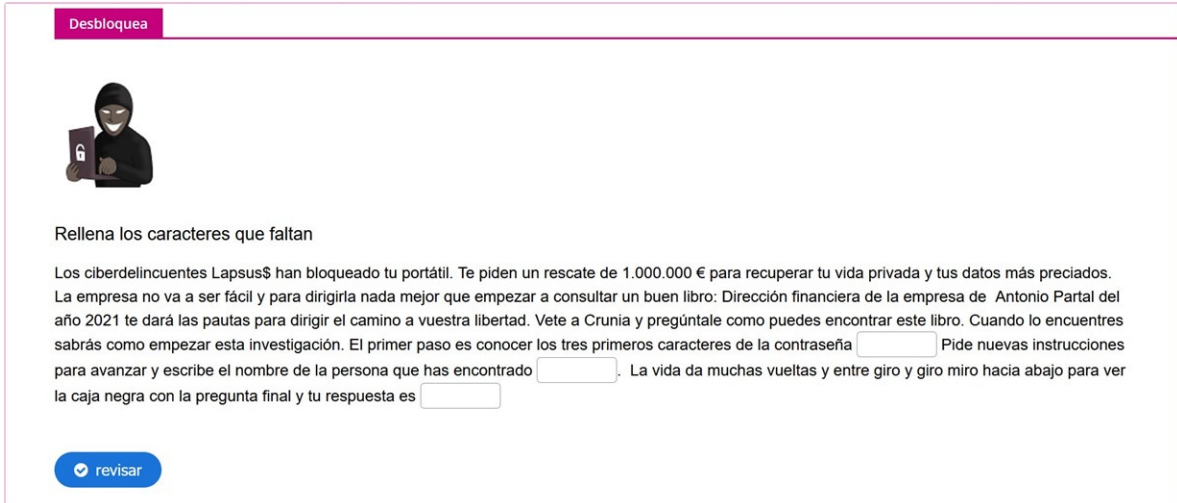 Desbloquea
Rellena los caracteres que faltan
Los ciberdelincuentes Lapsus$ han bloqueado tu portátil. Te piden un rescate de 1.000.000 € para recuperar tu vida privada y tus datos más preciados.
La empresa no va a ser fácil y para dirigirla nada mejor que empezar a consultar un buen libro: Dirección financiera de la empresa de Antonio Partal del
año 2021 te dará las pautas para dirigir el camino a vuestra libertad. Vete a Crunia y pregúntale como puedes encontrar este libro. Cuando lo encuentres
sabrás como empezar esta investigación. El primer paso es conocer los tres primeros caracteres de la contraseña Pide nuevas instrucciones
para avanzar y escribe el nombre de la persona que has encontrado . La vida da muchas vueltas y entre giro y giro miro hacia abajo para ver
la caja negra con la pregunta final y tu respuesta es
revisar